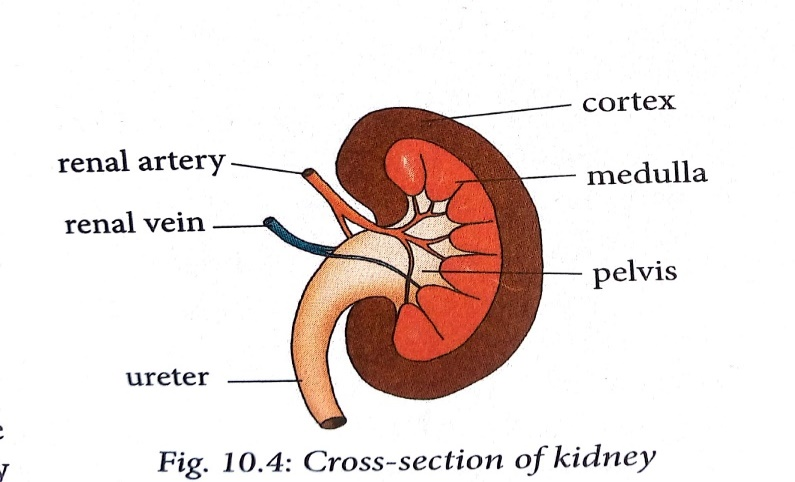 cortex
renal artery
medulla
renal vein
pelvis
ureter
Fig. 10.4: Cross-section of kidney